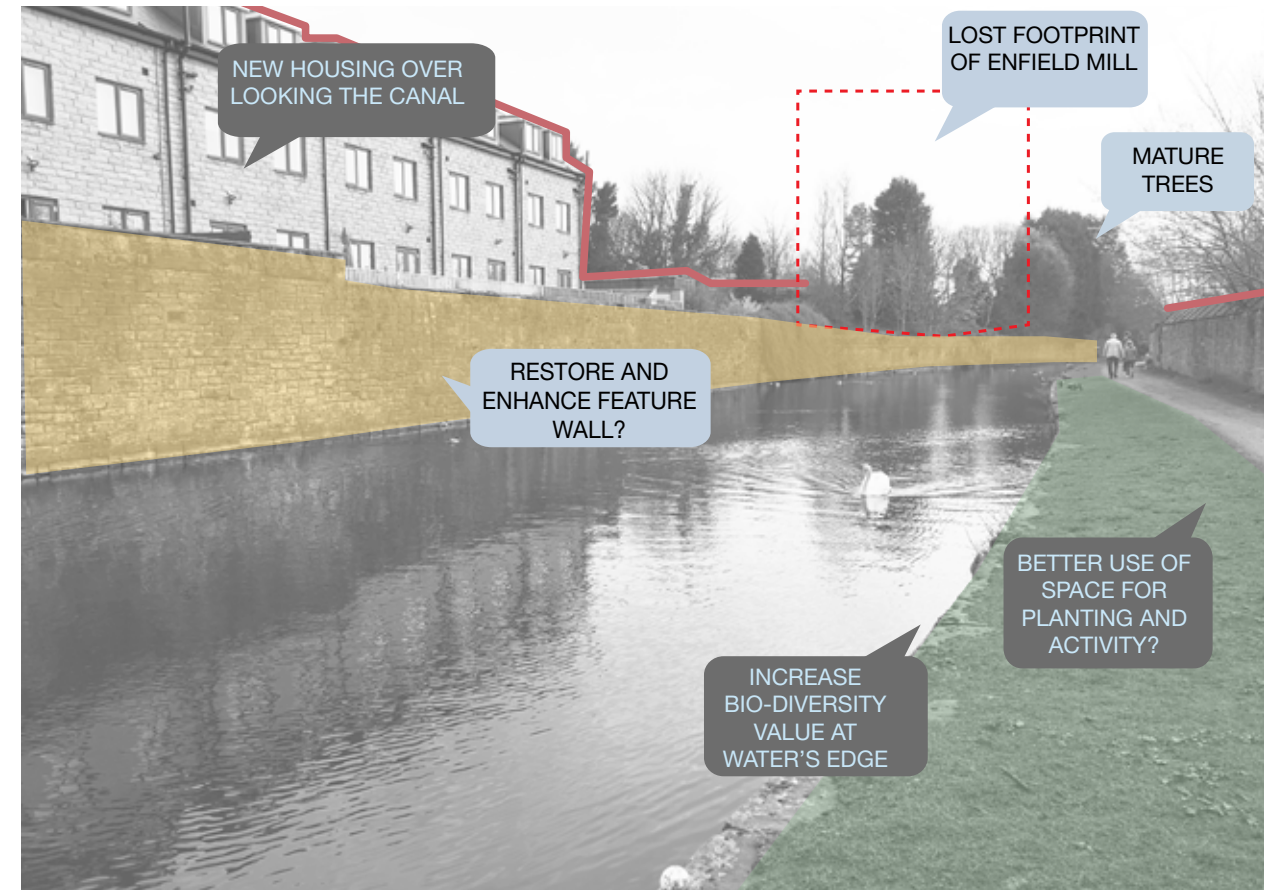 LOST FOOTPRINT
OF ENFIELD MILL
NEW HOUSING OVER
LOOKING THE CANAL
MATURE
TREES
RESTORE AND
ENHANCE FEATURE
WALL?
BETTER USE OF
SPACE FOR
PLANTING AND
ACTIVITY?
INCREASE
BIO-DIVERSITY
VALUE AT
WATER'S EDGE